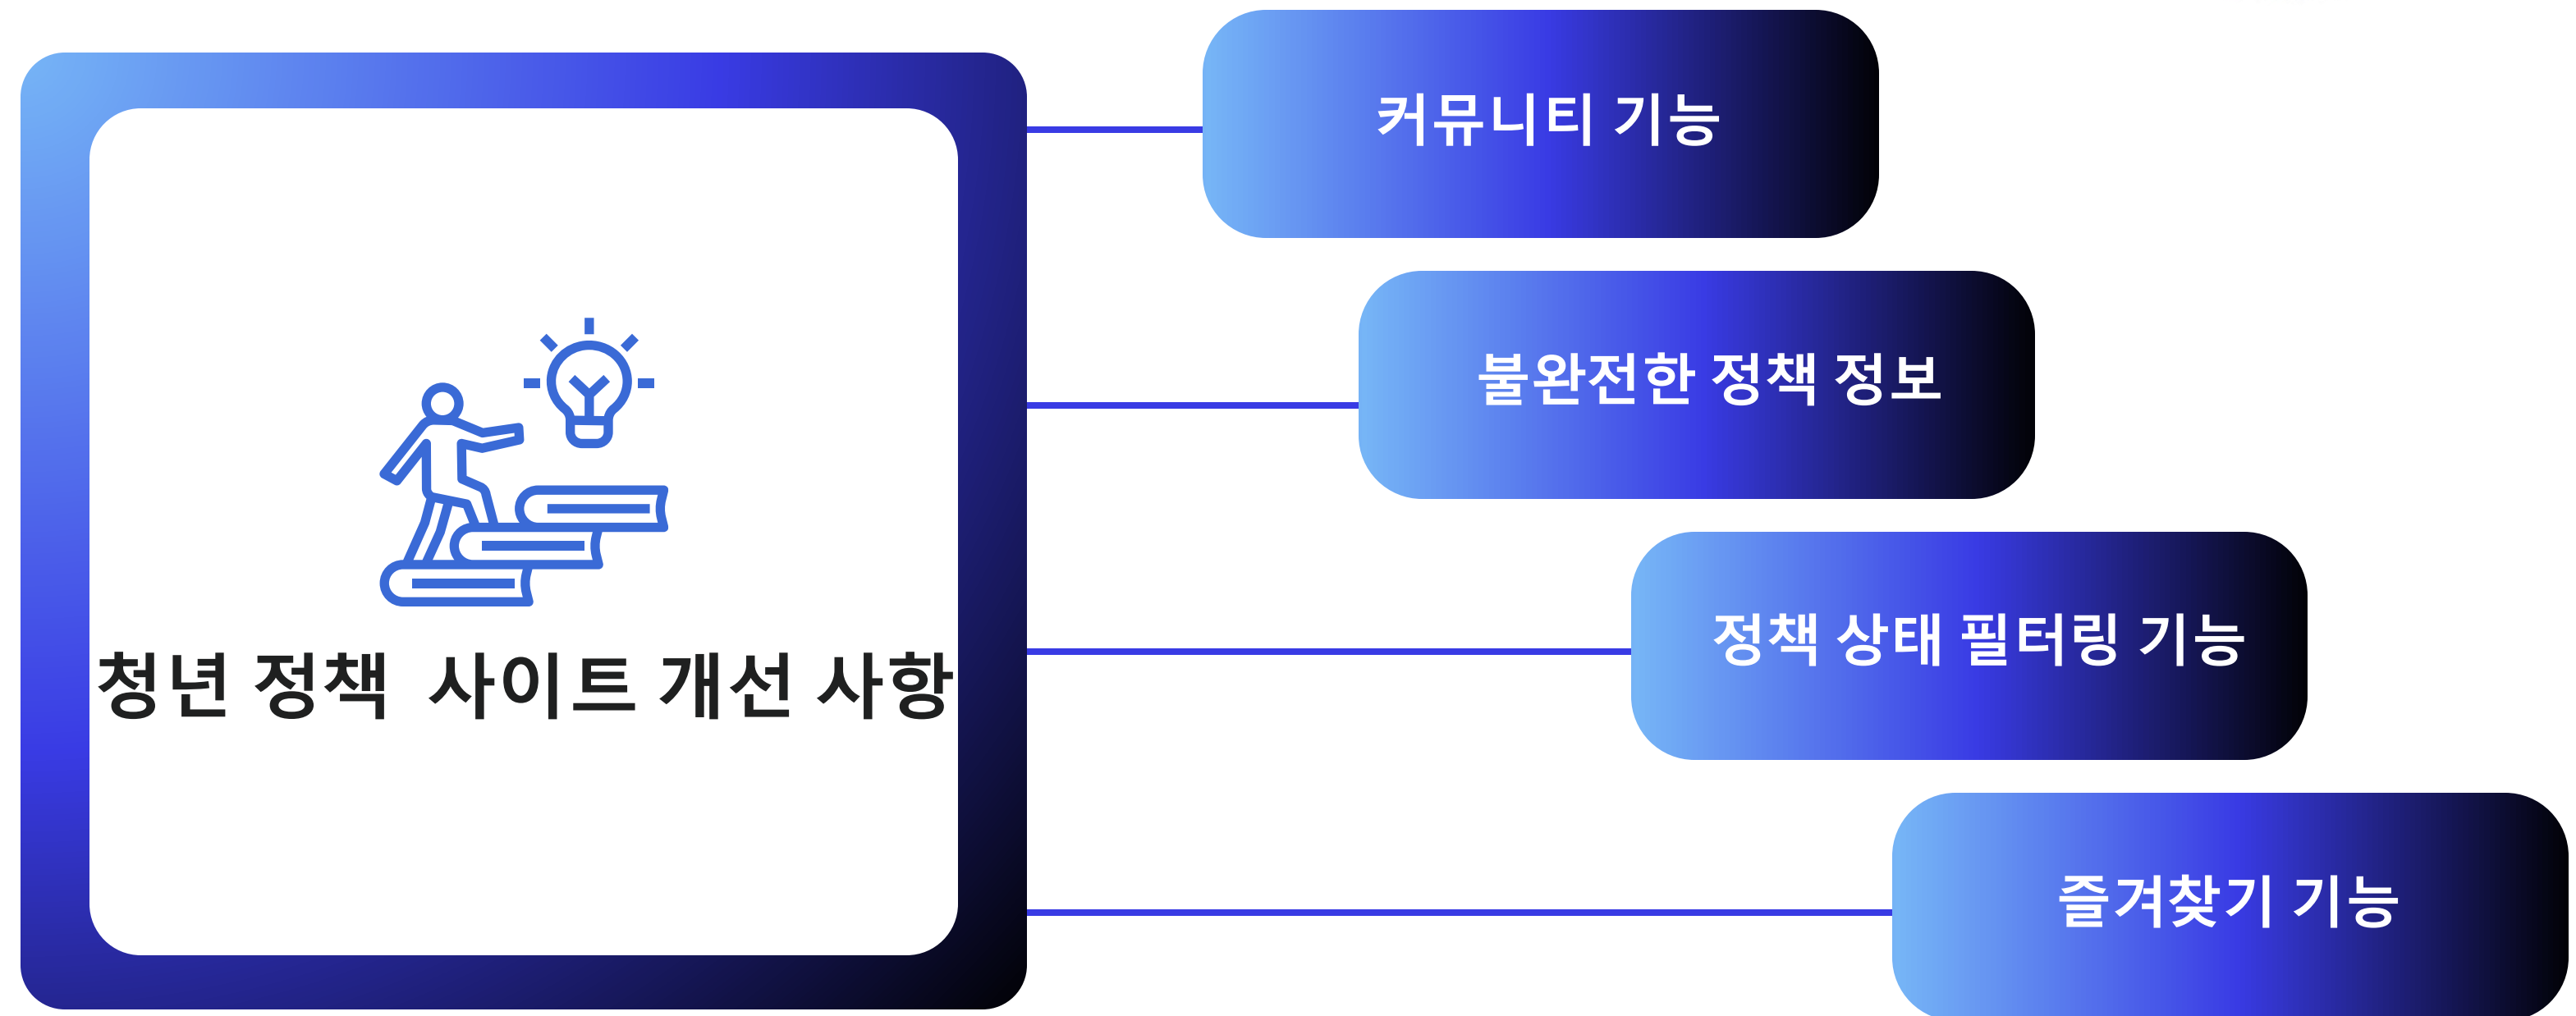 커뮤니티 기능
불완전한 정책 정보
청년 정책 사이트 개선 사항
정책 상태 필터링 기능
즐겨찾기 기능